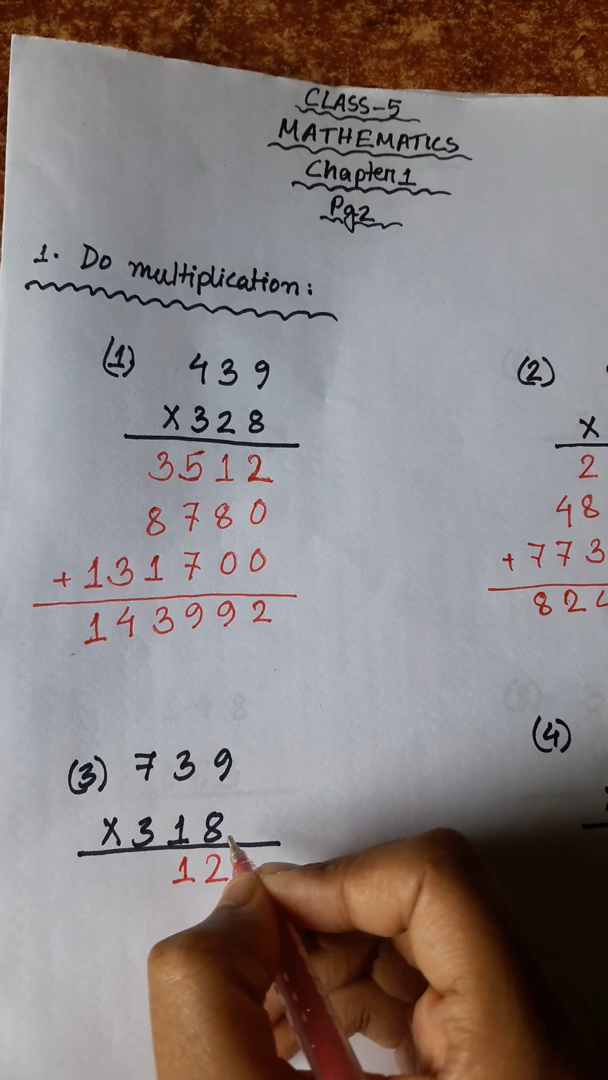 CLASS-5
MATHEMATICS
Chapter 1
Pg2
1. Do multiplication:
(1) 439
X328
3512
8780
+131700
143992
(2)
X
2
48
+773
824
(3) 739
X318
12
(4)